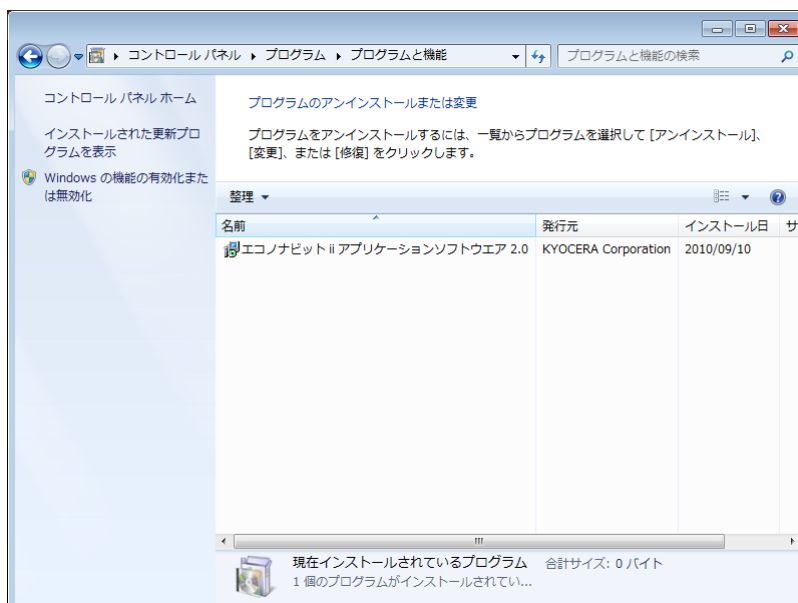 コントロール パネル ▸ プログラム ▸ プログラムと機能
プログラムと機能の検索
コントロール パネル ホーム
インストールされた更新プロ
グラムを表示
Windows の機能の有効化また
は無効化
プログラムのアンインストールまたは変更
プログラムをアンインストールするには、一覧からプログラムを選択して [アンインストール]、
[変更]、または [修復] をクリックします。
整理
名前 発行元 インストール日 サ
エコノナビット ii アプリケーションソフトウエア 2.0 KYOCERA Corporation 2010/09/10
現在インストールされているプログラム 合計サイズ: 0 バイト
1 個のプログラムがインストールされてい...